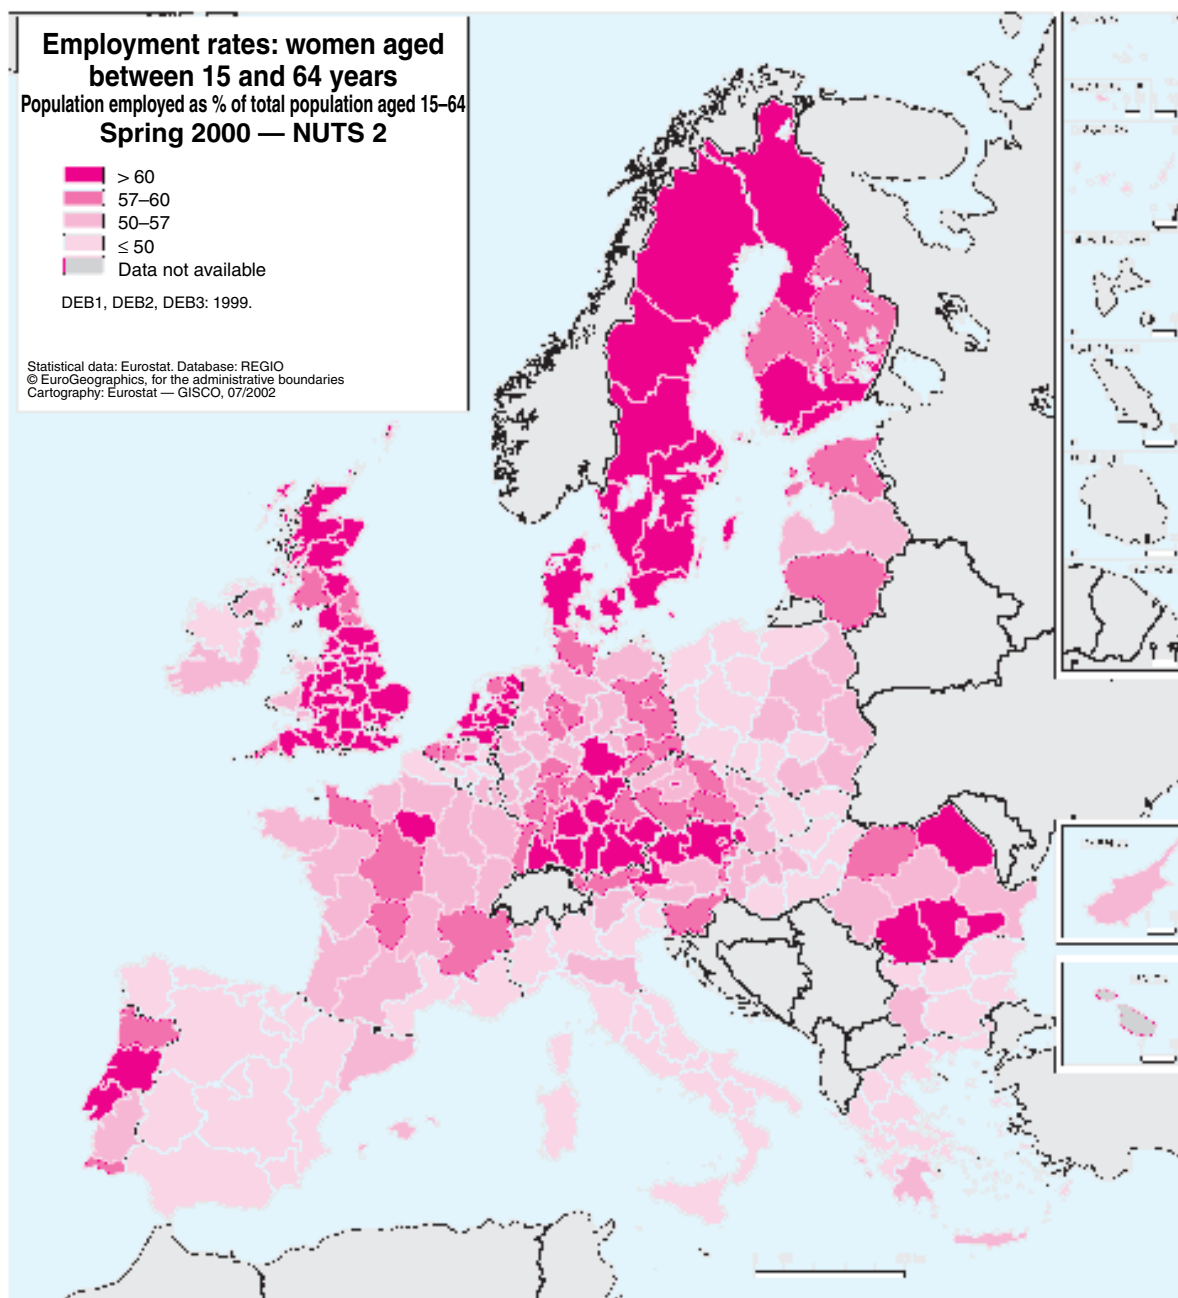 Employment rates: women aged
between 15 and 64 years
Population employed as % of total population aged 15–64
Spring 2000 — NUTS 2
> 60
57–60
50–57
≤ 50
Data not available
DEB1, DEB2, DEB3: 1999.
Statistical data: Eurostat. Database: REGIO
© EuroGeographics, for the administrative boundaries
Cartography: Eurostat — GISCO, 07/2002